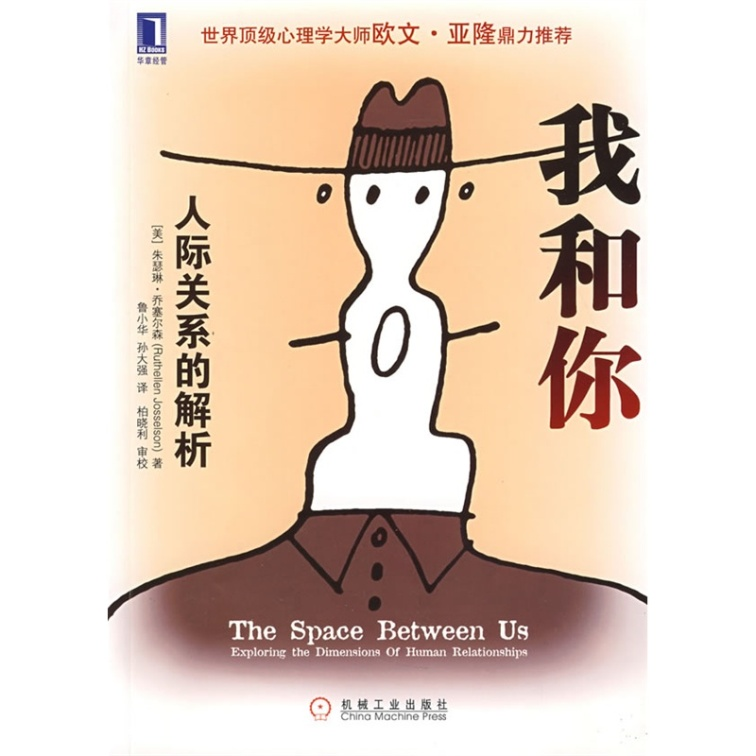 HZ Books
华章经管
世界顶级心理学大师欧文·亚隆鼎力推荐
我和你
人际关系的解析
[美] 朱瑟琳·乔塞尔森 (Ruthellen Josselson) 著
鲁小华 孙大强 译 柏晓利 审校
The Space Between Us
Exploring the Dimensions Of Human Relationships
机械工业出版社
China Machine Press